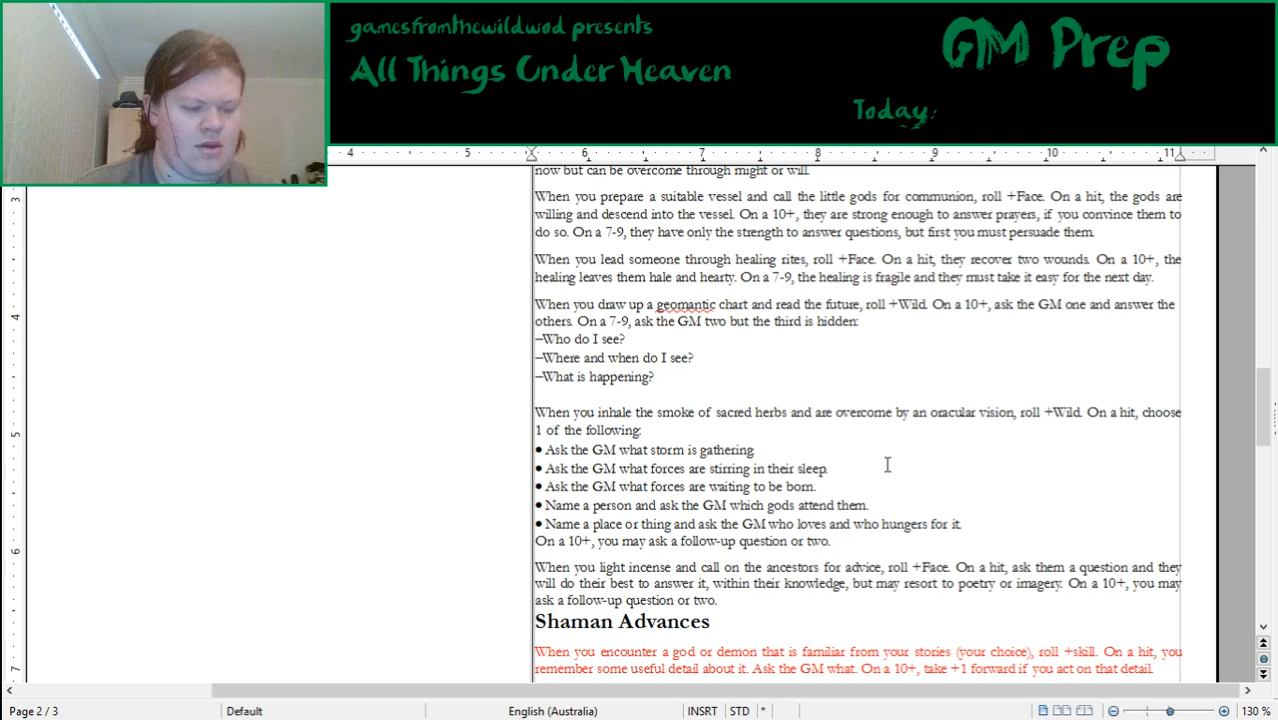 gamesfromthewildwod presents
All Things Under Heaven
GM Prep
Today:
4 5 6 7 8 9 10 11
now but can be overcome through might or will.
When you prepare a suitable vessel and call the little gods for communion, roll +Face. On a hit, the gods are
willing and descend into the vessel. On a 10+, they are strong enough to answer prayers, if you convince them to
do so. On a 7-9, they have only the strength to answer questions, but first you must persuade them.
When you lead someone through healing rites, roll +Face. On a hit, they recover two wounds. On a 10+, the
healing leaves them hale and hearty. On a 7-9, the healing is fragile and they must take it easy for the next day.
When you draw up a geomantic chart and read the future, roll +Wild. On a 10+, ask the GM one and answer the
others. On a 7-9, ask the GM two but the third is hidden:
–Who do I see?
–Where and when do I see?
–What is happening?
When you inhale the smoke of sacred herbs and are overcome by an oracular vision, roll +Wild. On a hit, choose
1 of the following:
• Ask the GM what storm is gathering.
• Ask the GM what forces are stirring in their sleep.
• Ask the GM what forces are waiting to be born.
• Name a person and ask the GM which gods attend them.
• Name a place or thing and ask the GM who loves and who hungers for it.
On a 10+, you may ask a follow-up question or two.
When you light incense and call on the ancestors for advice, roll +Face. On a hit, ask them a question and they
will do their best to answer it, within their knowledge, but may resort to poetry or imagery. On a 10+, you may
ask a follow-up question or two.
Shaman Advances
When you encounter a god or demon that is familiar from your stories (your choice), roll +skill. On a hit, you
remember some useful detail about it. Ask the GM what. On a 10+, take +1 forward if you act on that detail.
3
4
5
6
7
Page 2 / 3 Default English (Australia) INSRT STD * 130 %